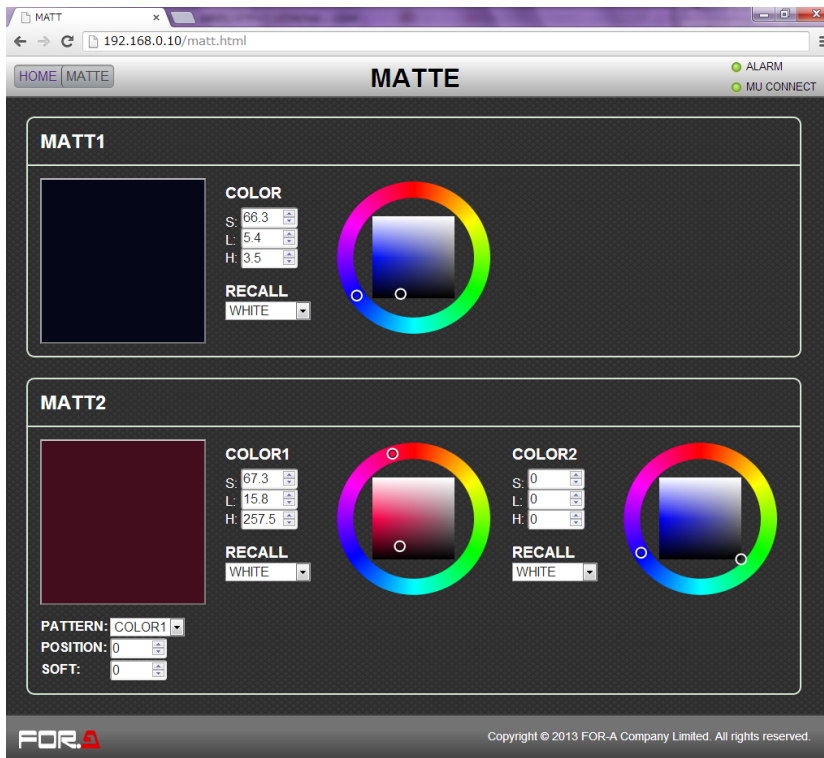 MATT
192.168.0.10/matt.html
HOME MATTE
MATTE
ALARM
MU CONNECT
MATT1
COLOR
S: 66.3
L: 5.4
H: 3.5
RECALL
WHITE
MATT2
COLOR1
S: 67.3
L: 15.8
H: 257.5
RECALL
WHITE
COLOR2
S: 0
L: 0
H: 0
RECALL
WHITE
PATTERN: COLOR1
POSITION: 0
SOFT: 0
FOR.A
Copyright © 2013 FOR-A Company Limited. All rights reserved.